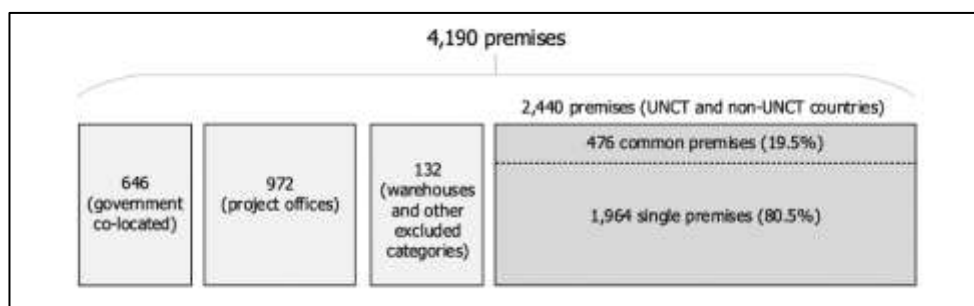 4,190 premises
2,440 premises (UNCT and non-UNCT countries)
646
(government
co-located)
972
(project offices)
132
(warehouses
and other
excluded
categories)
476 common premises (19.5%)
1,964 single premises (80.5%)